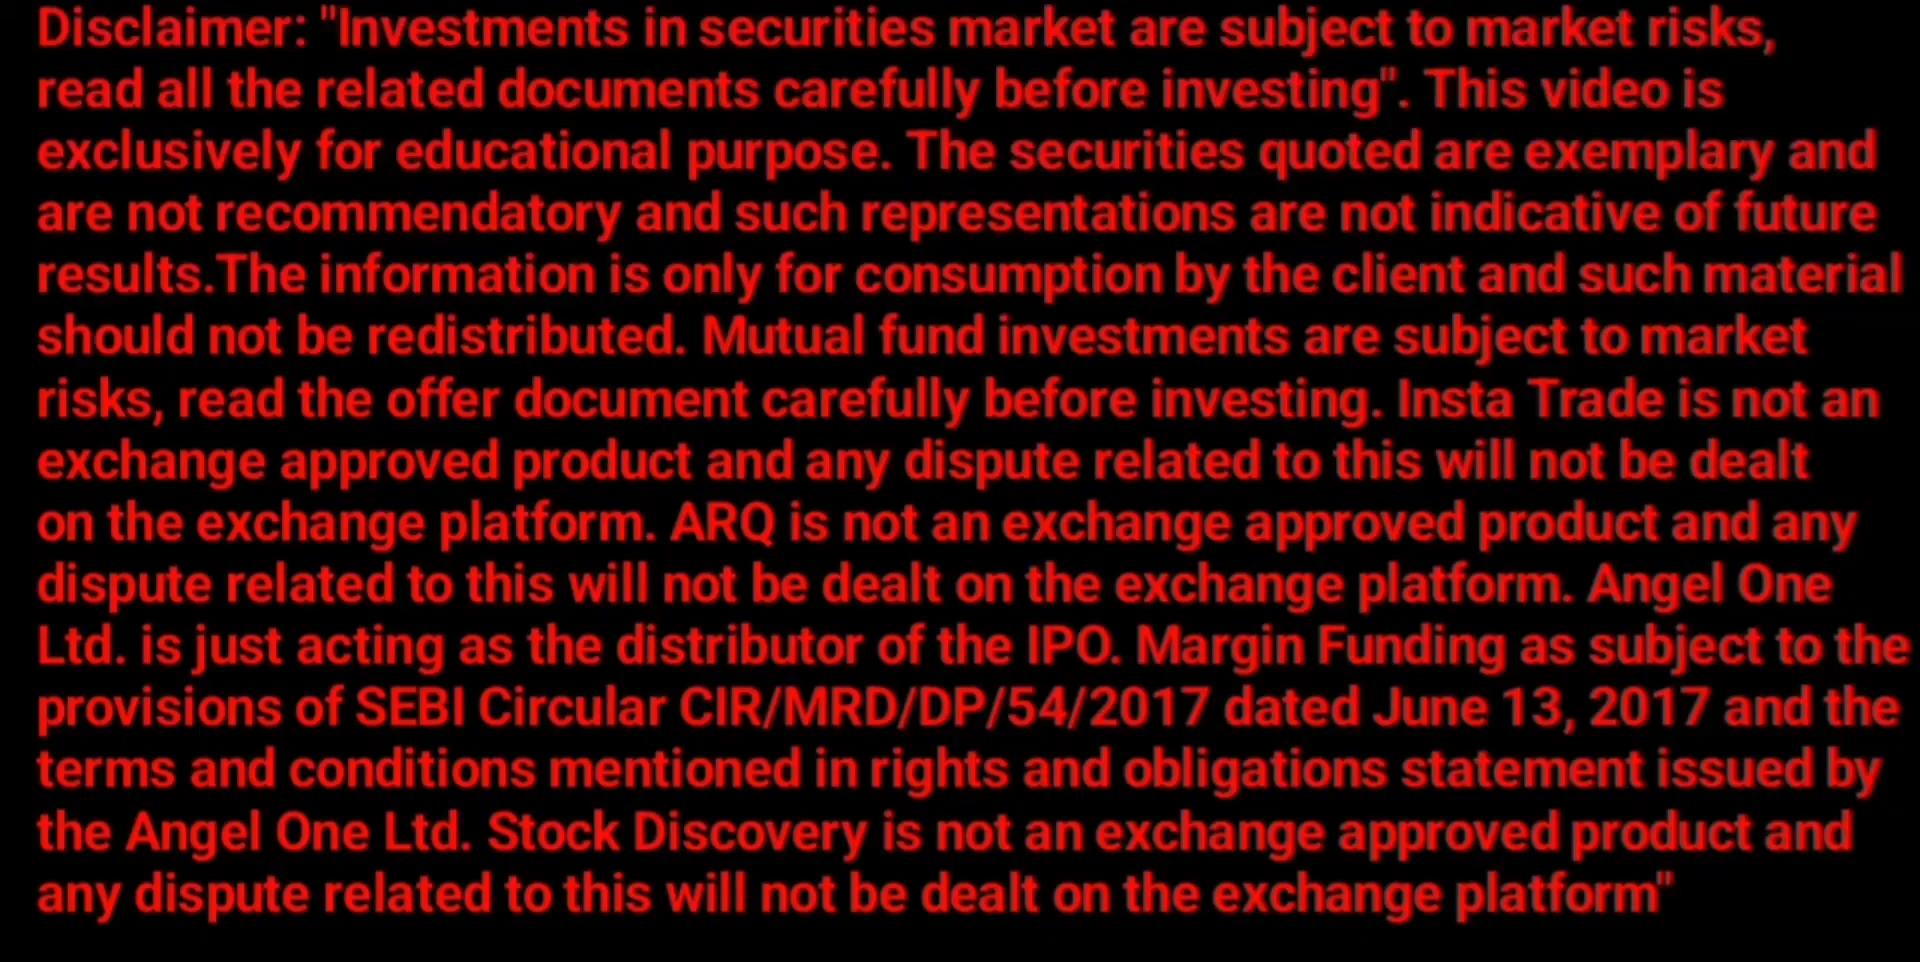 Disclaimer: "Investments in securities market are subject to market risks,
read all the related documents carefully before investing". This video is
exclusively for educational purpose. The securities quoted are exemplary and
are not recommendatory and such representations are not indicative of future
results.The information is only for consumption by the client and such material
should not be redistributed. Mutual fund investments are subject to market
risks, read the offer document carefully before investing. Insta Trade is not an
exchange approved product and any dispute related to this will not be dealt
on the exchange platform. ARQ is not an exchange approved product and any
dispute related to this will not be dealt on the exchange platform. Angel One
Ltd. is just acting as the distributor of the IPO. Margin Funding as subject to the
provisions of SEBI Circular CIR/MRD/DP/54/2017 dated June 13, 2017 and the
terms and conditions mentioned in rights and obligations statement issued by
the Angel One Ltd. Stock Discovery is not an exchange approved product and
any dispute related to this will not be dealt on the exchange platform"